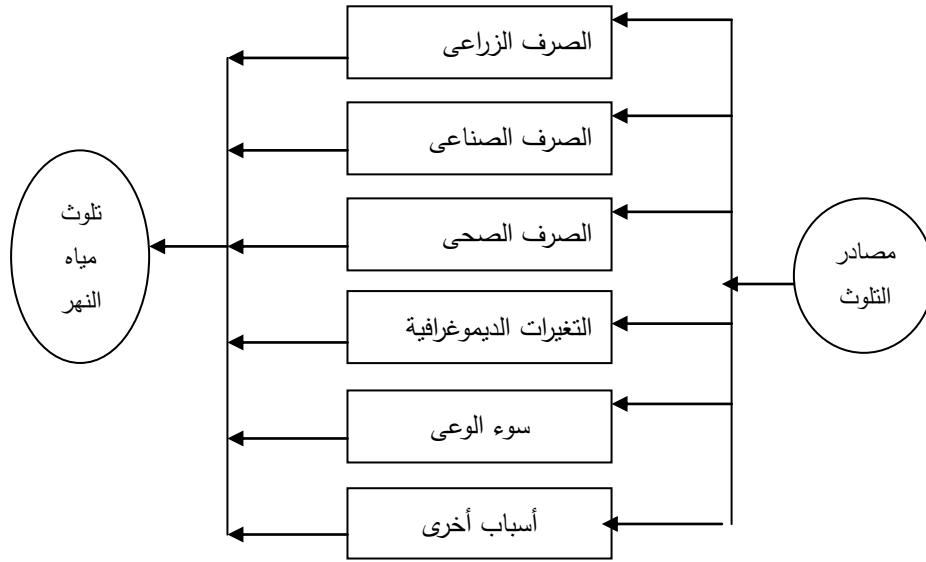 مصادر
التلوث
الصرف الزراعى
الصرف الصناعى
الصرف الصحى
التغيرات الديموغرافية
سوء الوعى
أسباب أخرى
تلوث
مياه
النهر